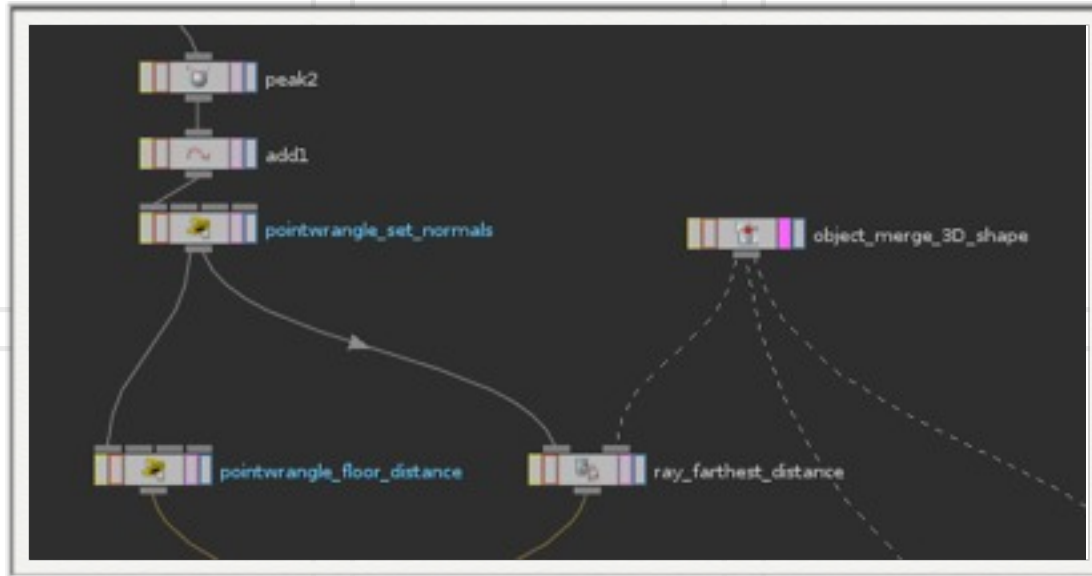 peak2
add1
pointwrangle_set_normals
object_merge_3D_shape
pointwrangle_floor_distance
ray_farthest_distance